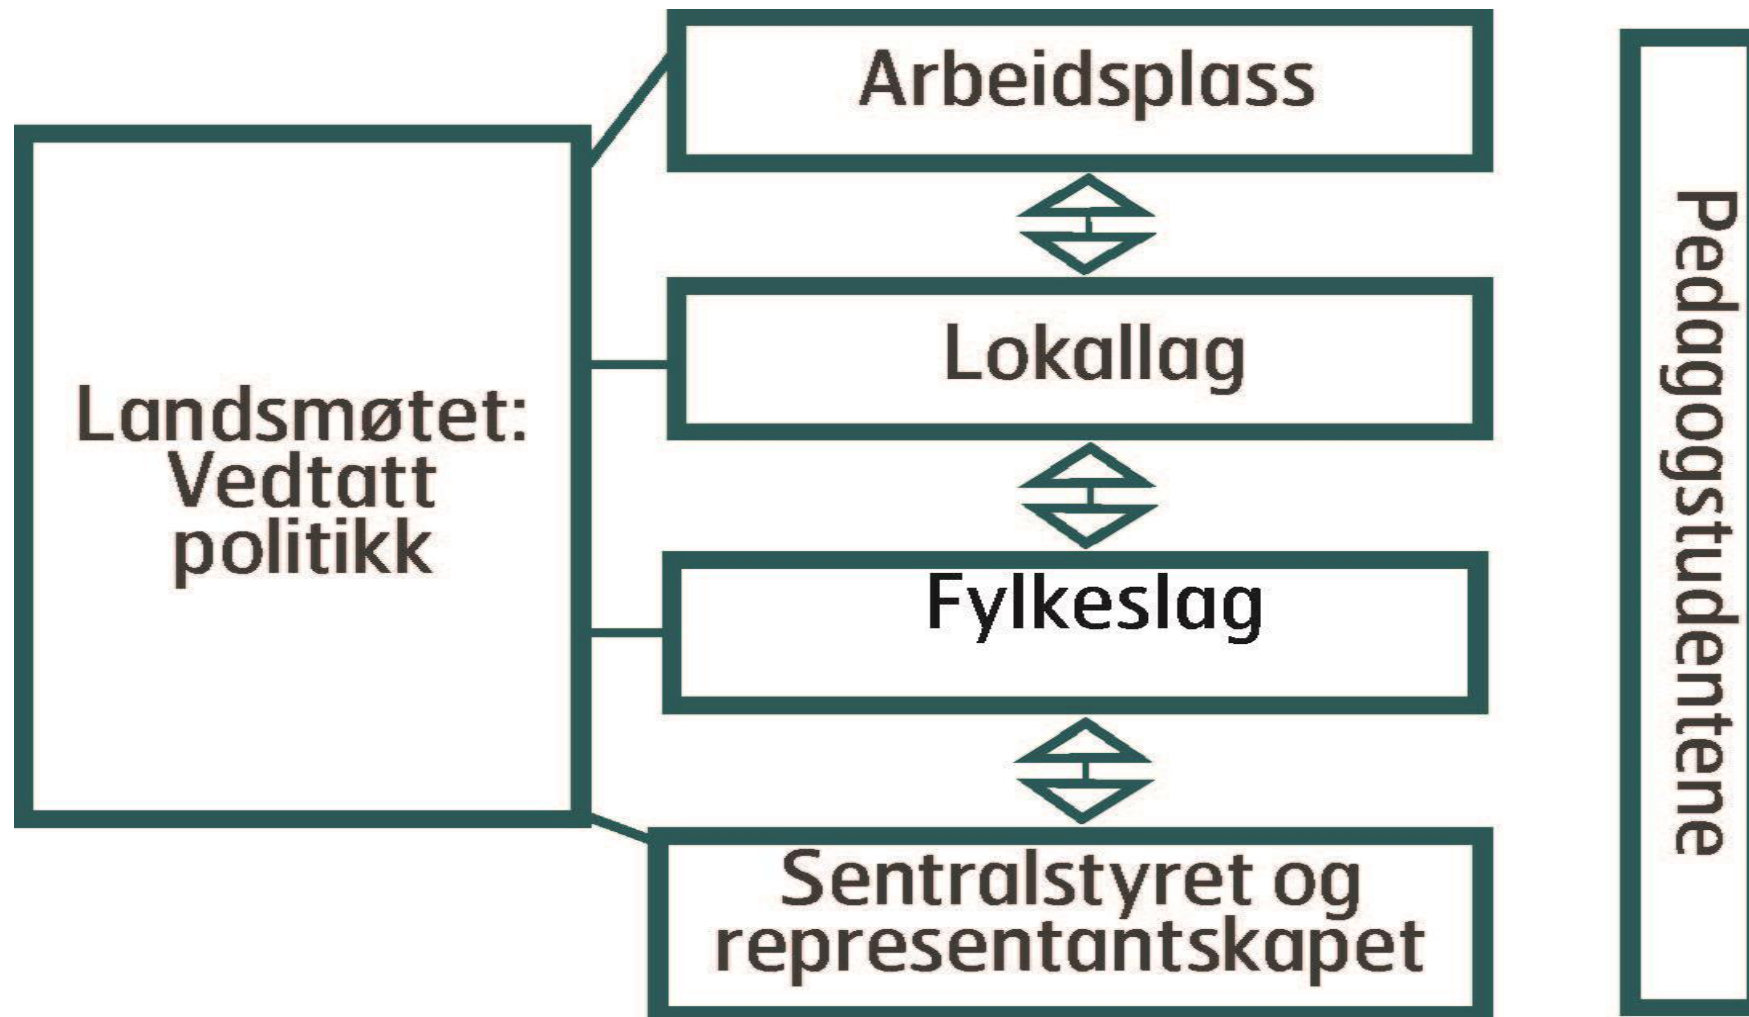 Arbeidsplass
Landsmøtet:
Vedtatt
politikk
Lokallag
Fylkeslag
Sentralstyret og
representantskapet
Pedagogstudentene